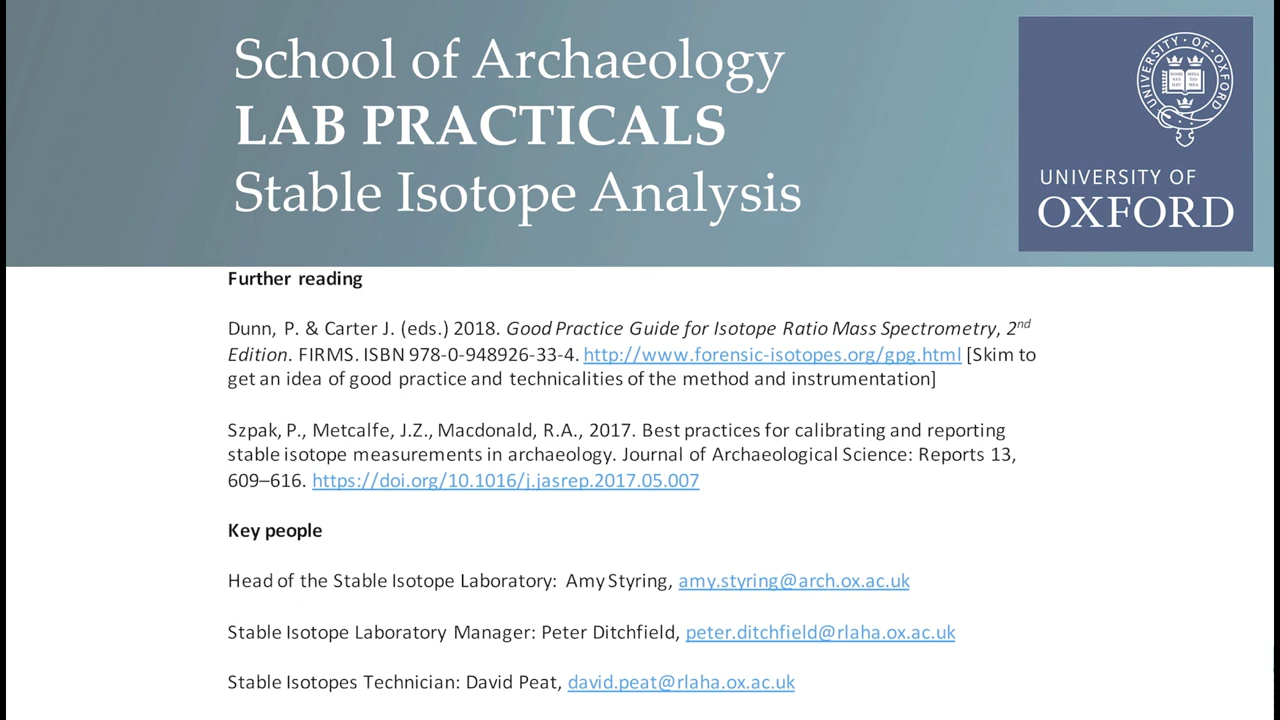 School of Archaeology
LAB PRACTICALS
Stable Isotope Analysis
UNIVERSITY · OF · OXFORD
UNIVERSITY OF
OXFORD
Further reading
Dunn, P. & Carter J. (eds.) 2018. Good Practice Guide for Isotope Ratio Mass Spectrometry, 2nd
Edition. FIRMS. ISBN 978-0-948926-33-4. http://www.forensic-isotopes.org/gpg.html [Skim to
get an idea of good practice and technicalities of the method and instrumentation]
Szpak, P., Metcalfe, J.Z., Macdonald, R.A., 2017. Best practices for calibrating and reporting
stable isotope measurements in archaeology. Journal of Archaeological Science: Reports 13,
609–616. https://doi.org/10.1016/j.jasrep.2017.05.007
Key people
Head of the Stable Isotope Laboratory: Amy Styring, amy.styring@arch.ox.ac.uk
Stable Isotope Laboratory Manager: Peter Ditchfield, peter.ditchfield@rlaha.ox.ac.uk
Stable Isotopes Technician: David Peat, david.peat@rlaha.ox.ac.uk